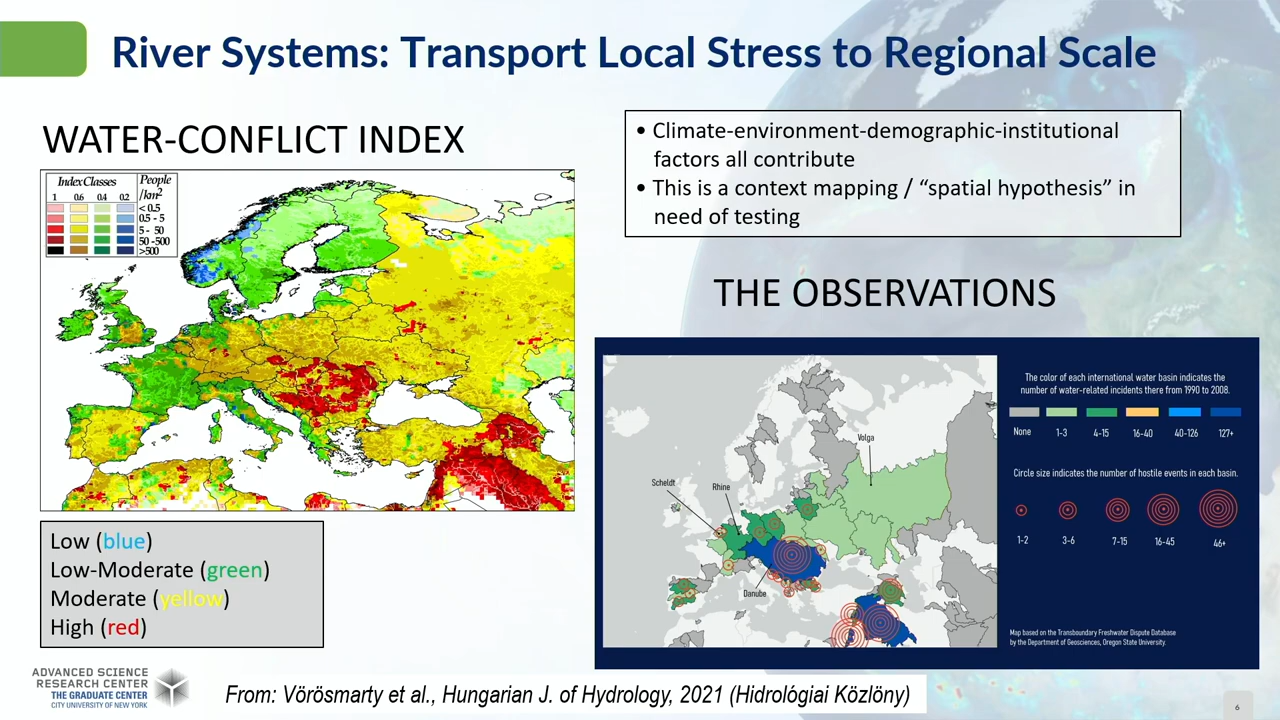 River Systems: Transport Local Stress to Regional Scale
WATER-CONFLICT INDEX
Index Classes
People
/km2
1 0.6 0.4 0.2
< 0.5
0.5 - 5
5 - 50
50 -500
>500
Low (blue)
Low-Moderate (green)
Moderate (yellow)
High (red)
• Climate-environment-demographic-institutional
factors all contribute
• This is a context mapping / “spatial hypothesis” in
need of testing
THE OBSERVATIONS
Volga
Scheldt
Rhine
Danube
The color of each international water basin indicates the
number of water-related incidents there from 1990 to 2008.
None 1-3 4-15 16-40 40-126 127+
Circle size indicates the number of hostile events in each basin.
1-2 3-6 7-15 16-45 46+
Map based on the Transboundary Freshwater Dispute Database
by the Department of Geosciences, Oregon State University.
ADVANCED SCIENCE
RESEARCH CENTER
THE GRADUATE CENTER
CITY UNIVERSITY OF NEW YORK
From: Vörösmarty et al., Hungarian J. of Hydrology, 2021 (Hidrológiai Közlöny)
6